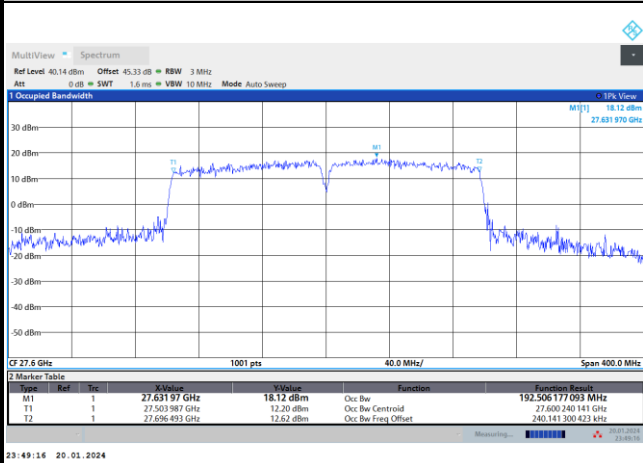 MultiView Spectrum
Ref Level 40.14 dBm Offset 45.33 dB RBW 3 MHz
Att 0 dB SWT 1.6 ms VBW 10 MHz Mode Auto Sweep
1 Occupied Bandwidth 1Pk View
M1[1] 18.12 dBm
27.631 970 GHz
30 dBm
M1
20 dBm
T1
T2
10 dBm
0 dBm
-10 dBm
-20 dBm
-30 dBm
-40 dBm
-50 dBm
CF 27.6 GHz 1001 pts 40.0 MHz/ Span 400.0 MHz
2 Marker Table
Type Ref Trc X-Value Y-Value Function Function Result
M1 1 27.631 97 GHz 18.12 dBm Occ Bw 192.506 177 093 MHz
T1 1 27.503 987 GHz 12.20 dBm Occ Bw Centroid 27.600 240 141 GHz
T2 1 27.696 493 GHz 12.62 dBm Occ Bw Freq Offset 240.141 300 423 kHz
Measuring... 20.01.2024
23:49:16
23:49:16 20.01.2024